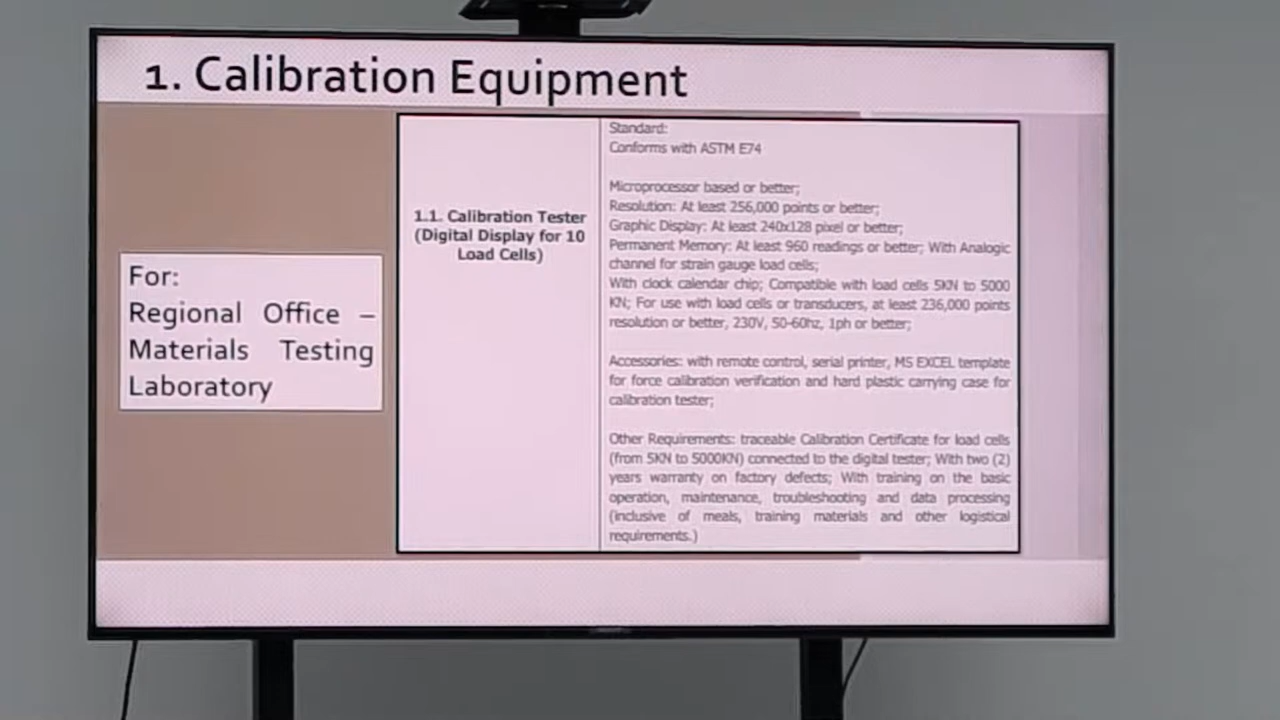 1. Calibration Equipment
For:
Regional Office –
Materials Testing
Laboratory
1.1. Calibration Tester
(Digital Display for 10
Load Cells)
Standard:
Conforms with ASTM E74
Microprocessor based or better;
Resolution: At least 256,000 points or better;
Graphic Display: At least 240x128 pixel or better;
Permanent Memory: At least 960 readings or better; With Analogic
channel for strain gauge load cells;
With clock calendar chip; Compatible with load cells 5KN to 5000
KN; For use with load cells or transducers, at least 236,000 points
resolution or better, 230V, 50-60hz, 1ph or better;
Accessories: with remote control, serial printer, MS EXCEL template
for force calibration verification and hard plastic carrying case for
calibration tester;
Other Requirements: traceable Calibration Certificate for load cells
(from 5KN to 5000KN) connected to the digital tester; With two (2)
years warranty on factory defects; With training on the basic
operation, maintenance, troubleshooting and data processing
(inclusive of meals, training materials and other logistical
requirements.)